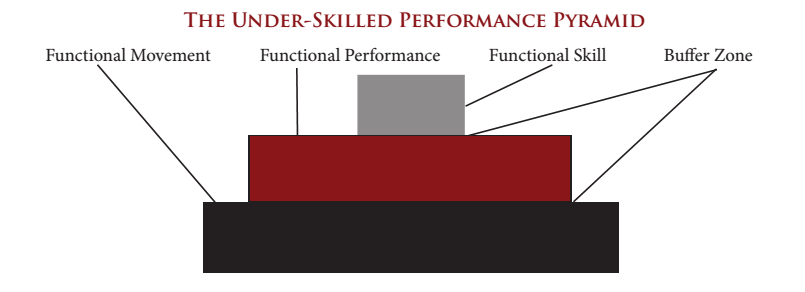 The Under-Skilled Performance Pyramid
Functional Movement Functional Performance Functional Skill Buffer Zone